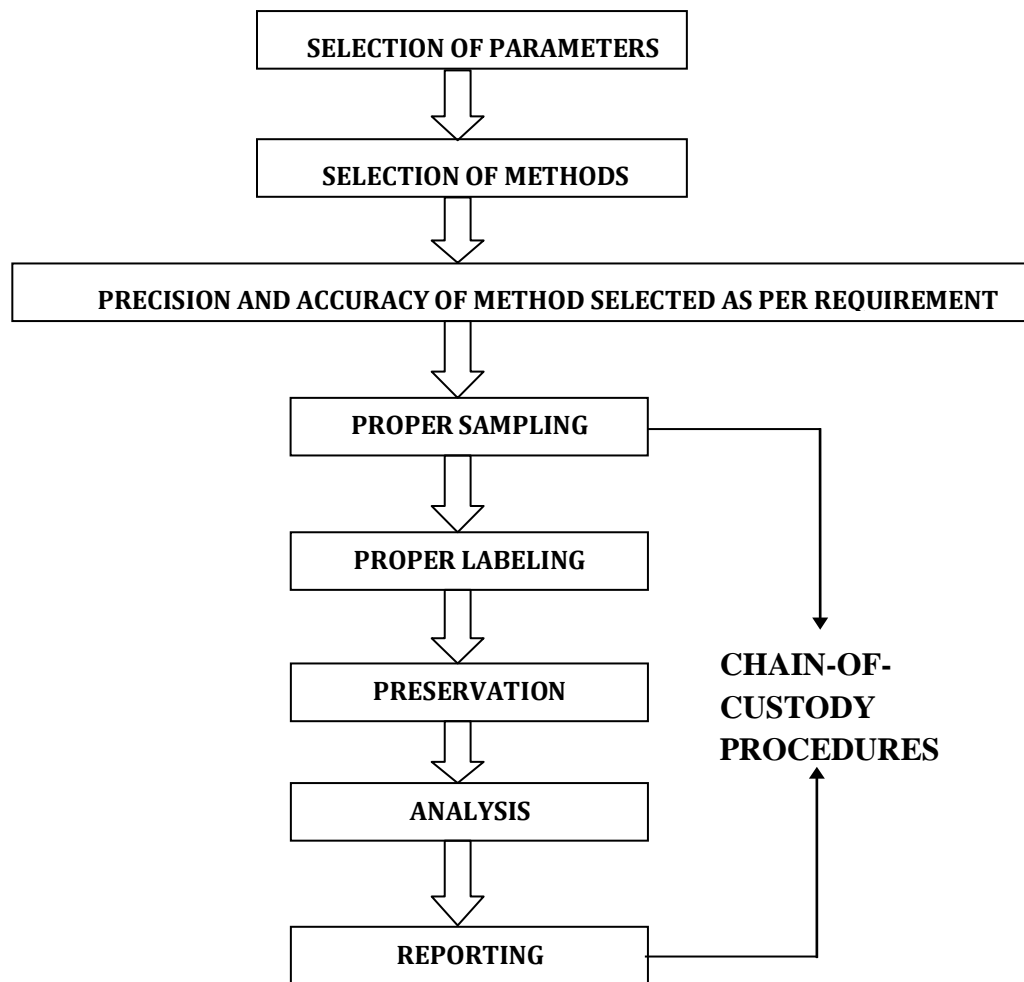 SELECTION OF PARAMETERS
SELECTION OF METHODS
PRECISION AND ACCURACY OF METHOD SELECTED AS PER REQUIREMENT
PROPER SAMPLING
PROPER LABELING
PRESERVATION
CHAIN-OF-
CUSTODY
PROCEDURES
ANALYSIS
REPORTING